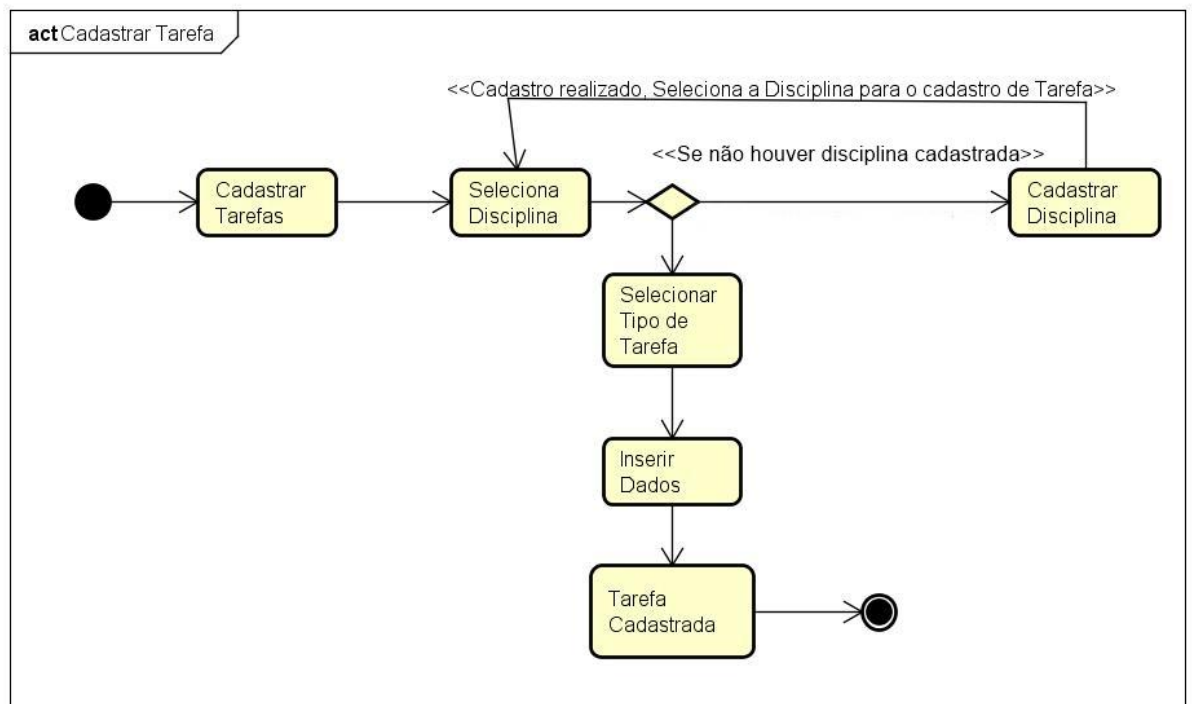 act Cadastrar Tarefa
<<Cadastro realizado, Seleciona a Disciplina para o cadastro de Tarefa>>
<<Se não houver disciplina cadastrada>>
Cadastrar
Tarefas
Seleciona
Disciplina
Cadastrar
Disciplina
Selecionar
Tipo de
Tarefa
Inserir
Dados
Tarefa
Cadastrada